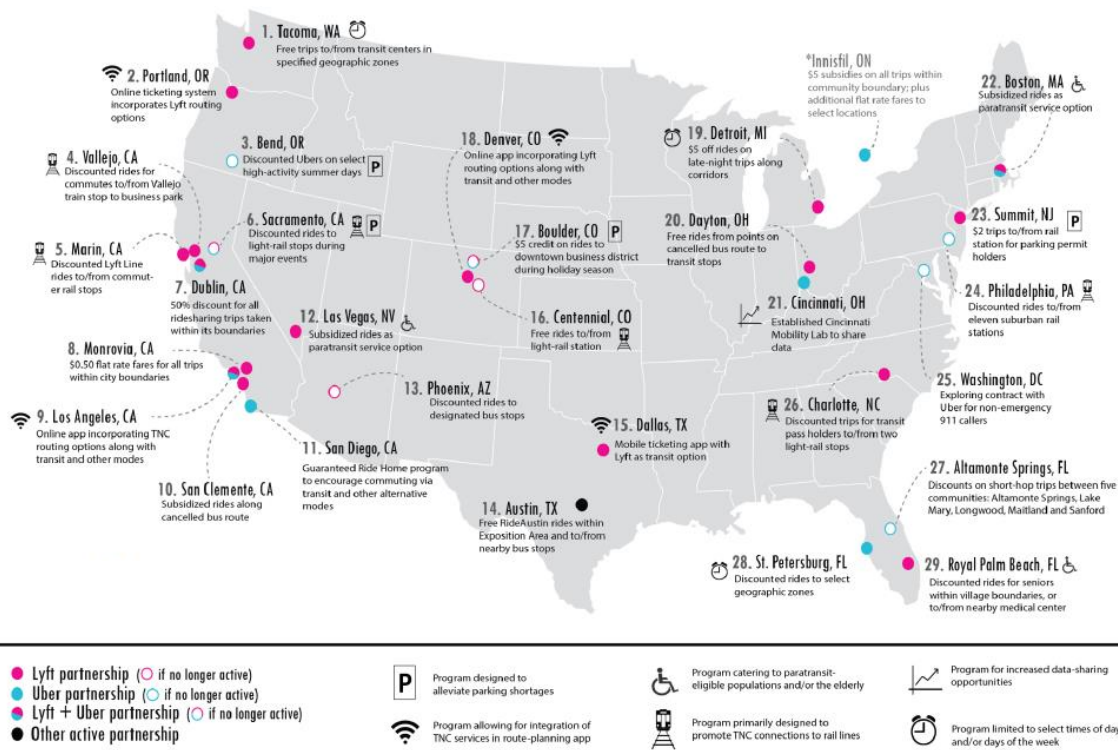 1. Tacoma, WA
Free trips to/from transit centers in
specified geographic zones
2. Portland, OR
Online ticketing system
incorporates Lyft routing
options
3. Bend, OR
Discounted Ubers on select
high-activity summer days
P
4. Vallejo, CA
Discounted rides for
commutes to/from Vallejo
train stop to business park
5. Marin, CA
Discounted Lyft Line
rides to/from commut-
er rail stops
6. Sacramento, CA
P
Discounted rides to
light-rail stops during
major events
7. Dublin, CA
50% discount for all
ridesharing trips taken
within its boundaries
8. Monrovia, CA
$0.50 flat rate fares for all trips
within city boundaries
9. Los Angeles, CA
Online app incorporating TNC
routing options along with
transit and other modes
10. San Clemente, CA
Subsidized rides along
cancelled bus route
11. San Diego, CA
Guaranteed Ride Home program
to encourage commuting via
transit and other alternative
modes
12. Las Vegas, NV
Subsidized rides as
paratransit service option
13. Phoenix, AZ
Discounted rides to
designated bus stops
14. Austin, TX
Free RideAustin rides within
Exposition Area and to/from
nearby bus stops
15. Dallas, TX
Mobile ticketing app with
Lyft as transit option
16. Centennial, CO
Free rides to/from
light-rail station
17. Boulder, CO
P
$5 credit on rides to
downtown business district
during holiday season
18. Denver, CO
Online app incorporating Lyft
routing options along with
transit and other modes
19. Detroit, MI
$5 off rides on
late-night trips along
corridors
20. Dayton, OH
Free rides from points on
cancelled bus route to
transit stops
21. Cincinnati, OH
Established Cincinnati
Mobility Lab to share
data
*Innisfil, ON
$5 subsidies on all trips within
community boundary; plus
additional flat rate fares to
select locations
22. Boston, MA
Subsidized rides as
paratransit service option
23. Summit, NJ
P
$2 trips to/from rail
station for parking permit
holders
24. Philadelphia, PA
Discounted rides to/from
eleven suburban rail
stations
25. Washington, DC
Exploring contract with
Uber for non-emergency
911 callers
26. Charlotte, NC
Discounted trips for transit
pass holders to/from two
light-rail stops
27. Altamonte Springs, FL
Discounts on short-hop trips between five
communities: Altamonte Springs, Lake
Mary, Longwood, Maitland and Sanford
28. St. Petersburg, FL
Discounted rides to select
geographic zones
29. Royal Palm Beach, FL
Discounted rides for seniors
within village boundaries, or
to/from nearby medical center
Lyft partnership (O if no longer active)
Uber partnership (O if no longer active)
Lyft + Uber partnership (O if no longer active)
Other active partnership
P
Program designed to
alleviate parking shortages
Program allowing for integration of
TNC services in route-planning app
Program catering to paratransit-
eligible populations and/or the elderly
Program primarily designed to
promote TNC connections to rail lines
Program for increased data-sharing
opportunities
Program limited to select times of da
and/or days of the week